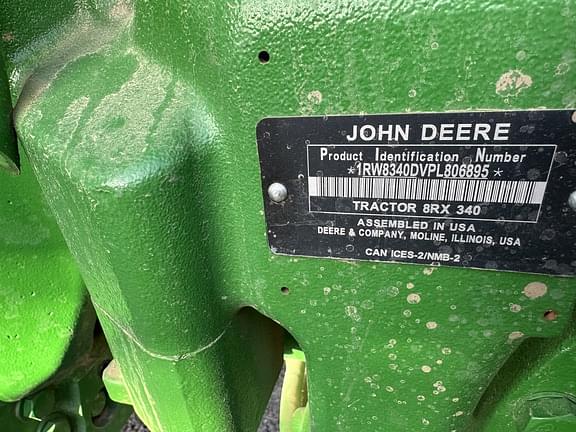 JOHN DEERE
Product Identification Number
*1RW8340DVPL806895*
TRACTOR 8RX 340
ASSEMBLED IN USA
DEERE & COMPANY, MOLINE, ILLINOIS, USA
CAN ICES-2/NMB-2